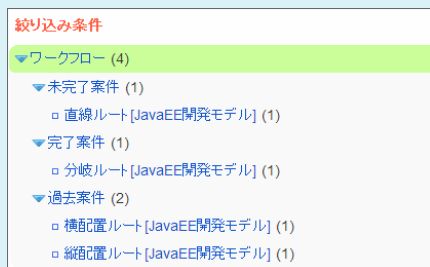 絞り込み条件
ワークフロー (4)
未完了案件 (1)
直線ルート[JavaEE開発モデル] (1)
完了案件 (1)
分岐ルート[JavaEE開発モデル] (1)
過去案件 (2)
横配置ルート[JavaEE開発モデル] (1)
縦配置ルート[JavaEE開発モデル] (1)